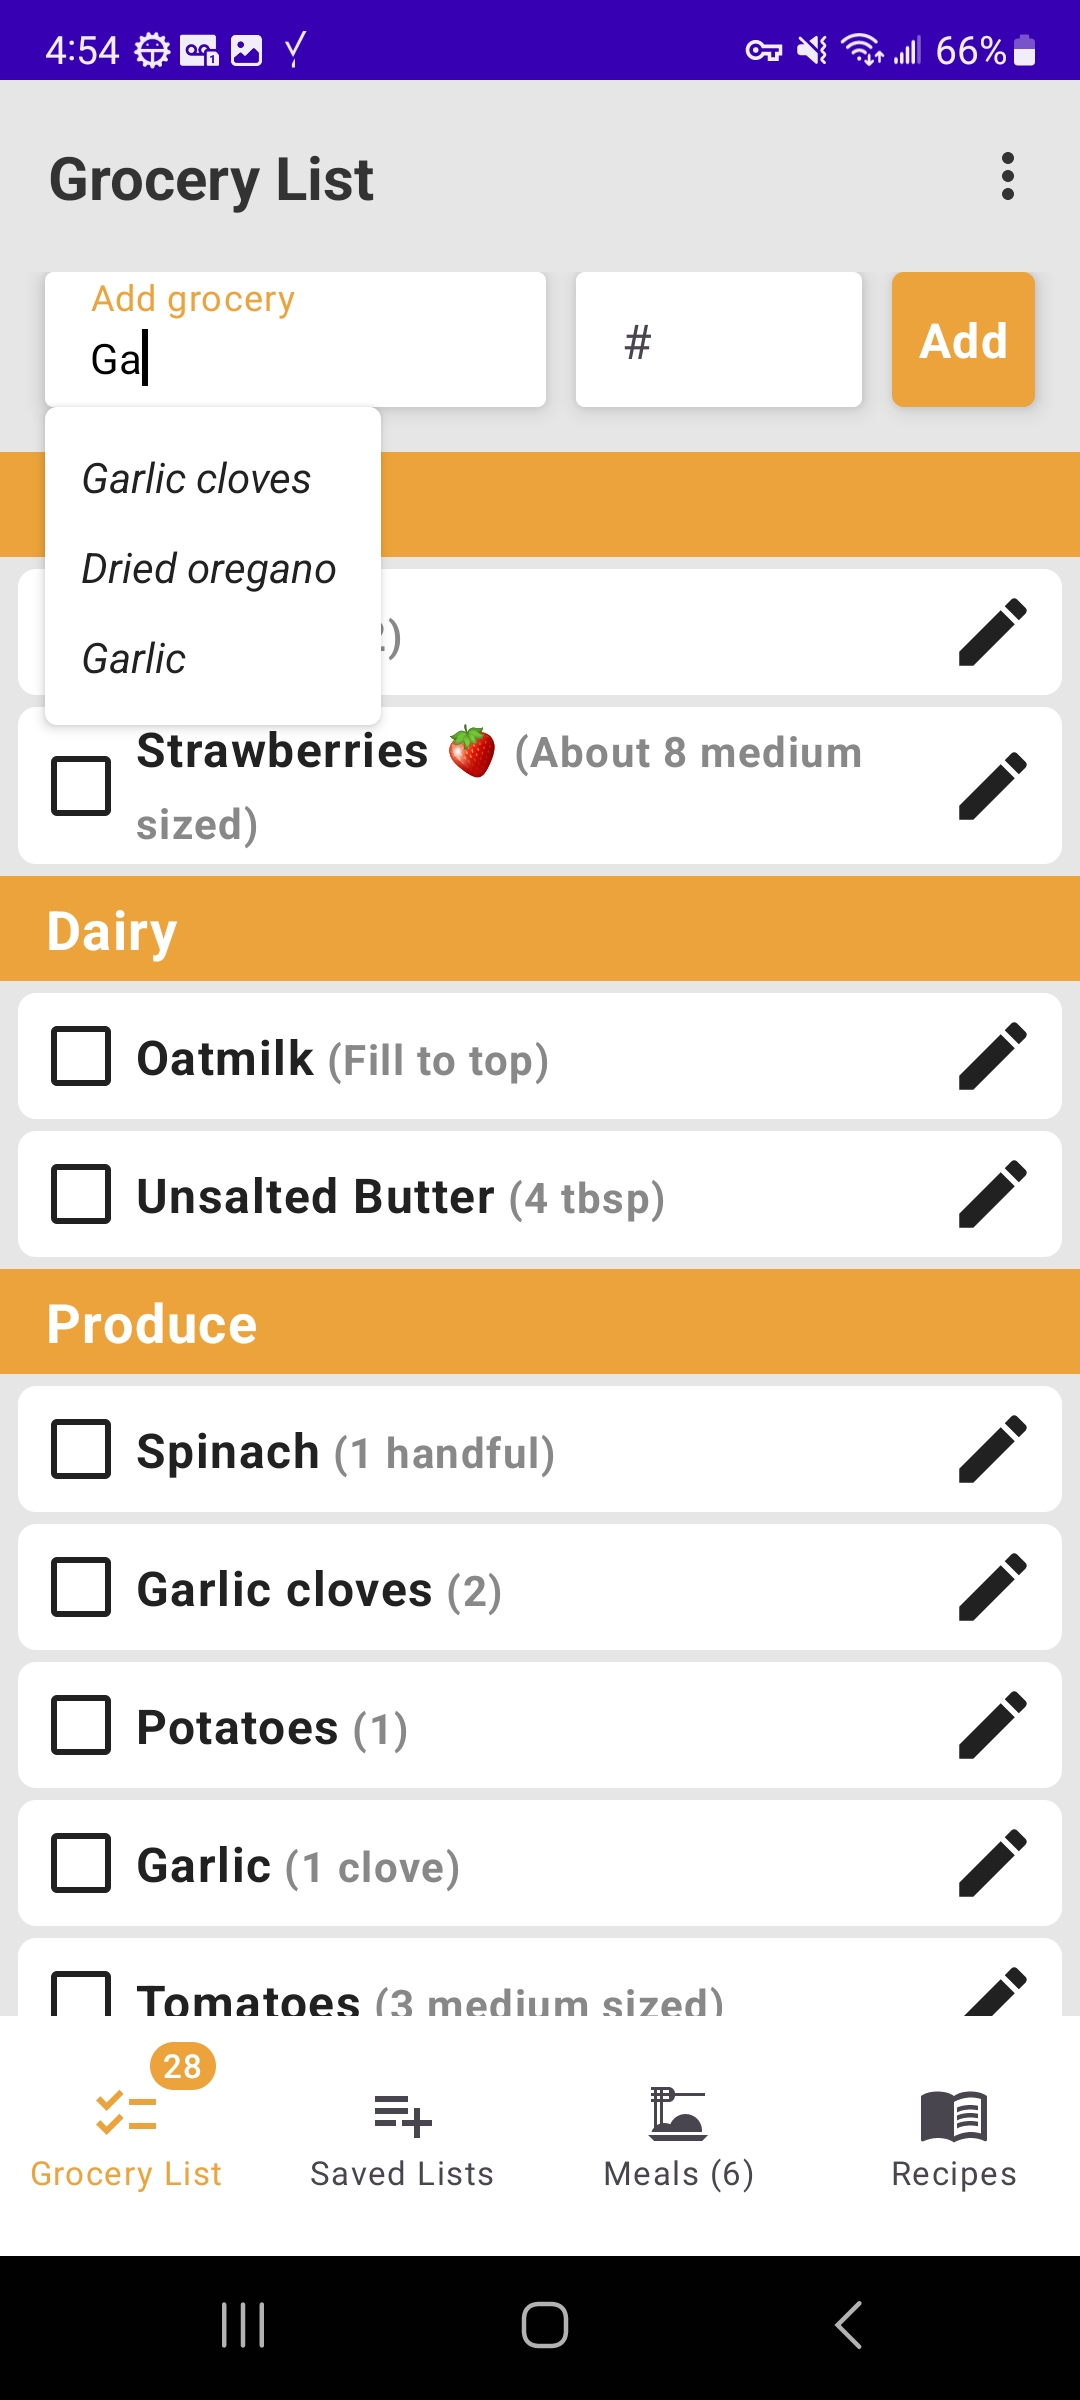 4:54 66%
Grocery List
Add grocery
Ga
#
Add
Garlic cloves
Dried oregano
Garlic
Strawberries 🍓 (About 8 medium
sized)
Dairy
Oatmilk (Fill to top)
Unsalted Butter (4 tbsp)
Produce
Spinach (1 handful)
Garlic cloves (2)
Potatoes (1)
Garlic (1 clove)
Tomatoes (3 medium sized)
28
Grocery List
Saved Lists
Meals (6)
Recipes